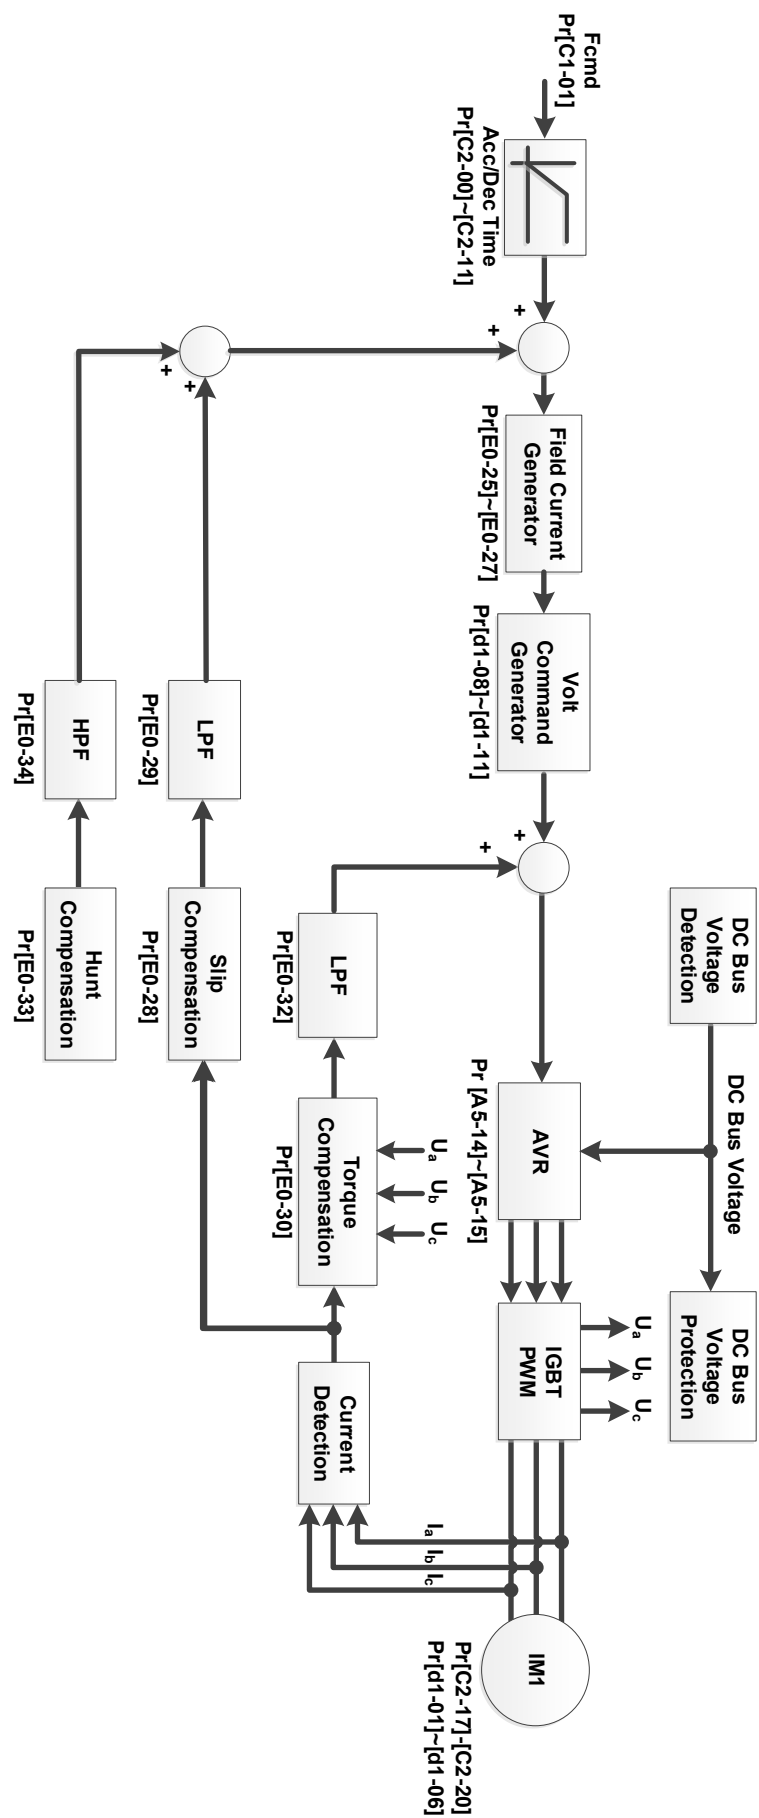 DC Bus
Voltage
Detection
DC Bus Voltage
DC Bus
Voltage
Protection
Ua
Ub
Uc
Fcmd
Pr[C1-01]
Acc/Dec Time
Pr[C2-00]~[C2-11]
+
+
Field Current
Generator
Pr[E0-25]~[E0-27]
Volt
Command
Generator
Pr[d1-08]~[d1-11]
+
+
AVR
Pr [A5-14]~[A5-15]
IGBT
PWM
IM1
Pr[C2-17]-[C2-20]
Pr[d1-01]~[d1-06]
Ua
Ub
Uc
Ia
Ib
Ic
LPF
Pr[E0-32]
Torque
Compensation
Pr[E0-30]
Current
Detection
+
+
LPF
Pr[E0-29]
Slip
Compensation
Pr[E0-28]
HPF
Pr[E0-34]
Hunt
Compensation
Pr[E0-33]